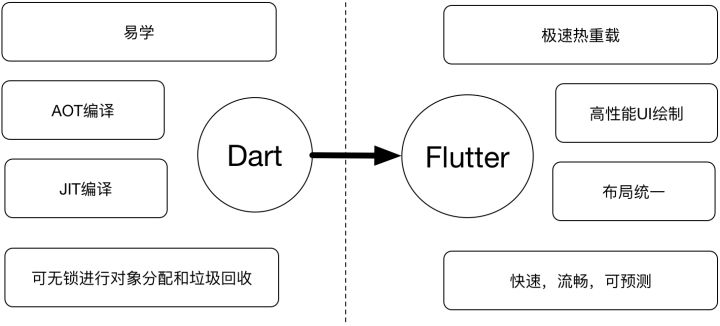 易学
AOT编译
JIT编译
可无锁进行对象分配和垃圾回收
Dart
Flutter
极速热重载
高性能UI绘制
布局统一
快速，流畅，可预测